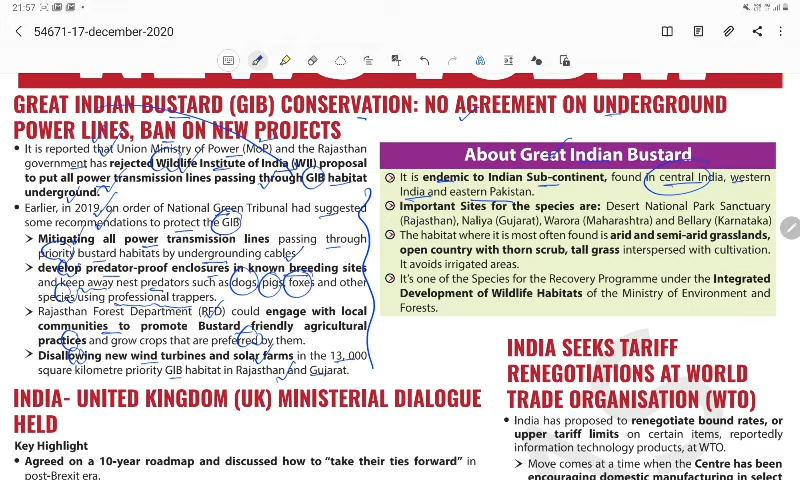 21:57
54671-17-december-2020
GREAT INDIAN BUSTARD (GIB) CONSERVATION: NO AGREEMENT ON UNDERGROUND
POWER LINES, BAN ON NEW PROJECTS
• It is reported that Union Ministry of Power (MoP) and the Rajasthan
government has rejected Wildlife Institute of India (WII) proposal
to put all power transmission lines passing through GIB habitat
underground.
• Earlier, in 2019, on order of National Green Tribunal had suggested
some recommendations to protect the GIB
➢ Mitigating all power transmission lines passing through
priority bustard habitats by undergrounding cables
➢ develop predator-proof enclosures in known breeding sites
and keep away nest predators such as dogs, pigs, foxes and other
species using professional trappers.
➢ Rajasthan Forest Department (RFD) could engage with local
communities to promote Bustard friendly agricultural
practices and grow crops that are preferred by them.
➢ Disallowing new wind turbines and solar farms in the 13, 000
square kilometre priority GIB habitat in Rajasthan and Gujarat.
About Great Indian Bustard
It is endemic to Indian Sub-continent, found in central India, western
India and eastern Pakistan.
Important Sites for the species are: Desert National Park Sanctuary
(Rajasthan), Naliya (Gujarat), Warora (Maharashtra) and Bellary (Karnataka)
The habitat where it is most often found is arid and semi-arid grasslands,
open country with thorn scrub, tall grass interspersed with cultivation.
It avoids irrigated areas.
It's one of the Species for the Recovery Programme under the Integrated
Development of Wildlife Habitats of the Ministry of Environment and
Forests.
INDIA- UNITED KINGDOM (UK) MINISTERIAL DIALOGUE
HELD
Key Highlight
• Agreed on a 10-year roadmap and discussed how to "take their ties forward" in
post-Brexit era.
INDIA SEEKS TARIFF
RENEGOTIATIONS AT WORLD
TRADE ORGANISATION (WTO)
• India has proposed to renegotiate bound rates, or
upper tariff limits on certain items, reportedly
information technology products, at WTO.
➢ Move comes at a time when the Centre has been
encouraging domestic manufacturing in select